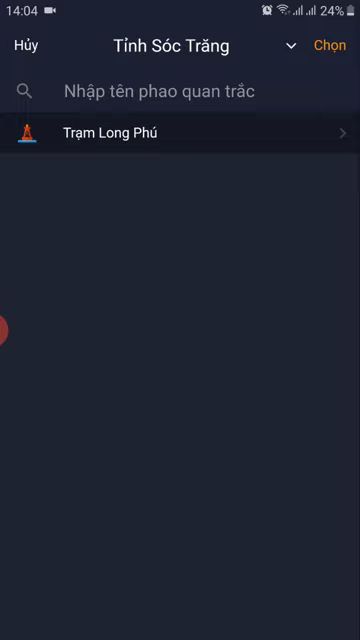 14:04 24%
Hủy Tỉnh Sóc Trăng Chọn
Nhập tên phao quan trắc
Trạm Long Phú